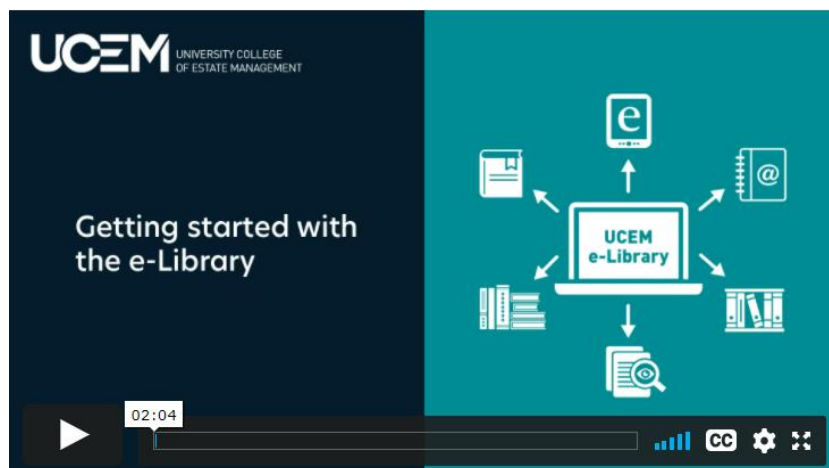 UCEM
UNIVERSITY COLLEGE
OF ESTATE MANAGEMENT
Getting started with
the e-Library
e
@
UCEM
e-Library
02:04
CC